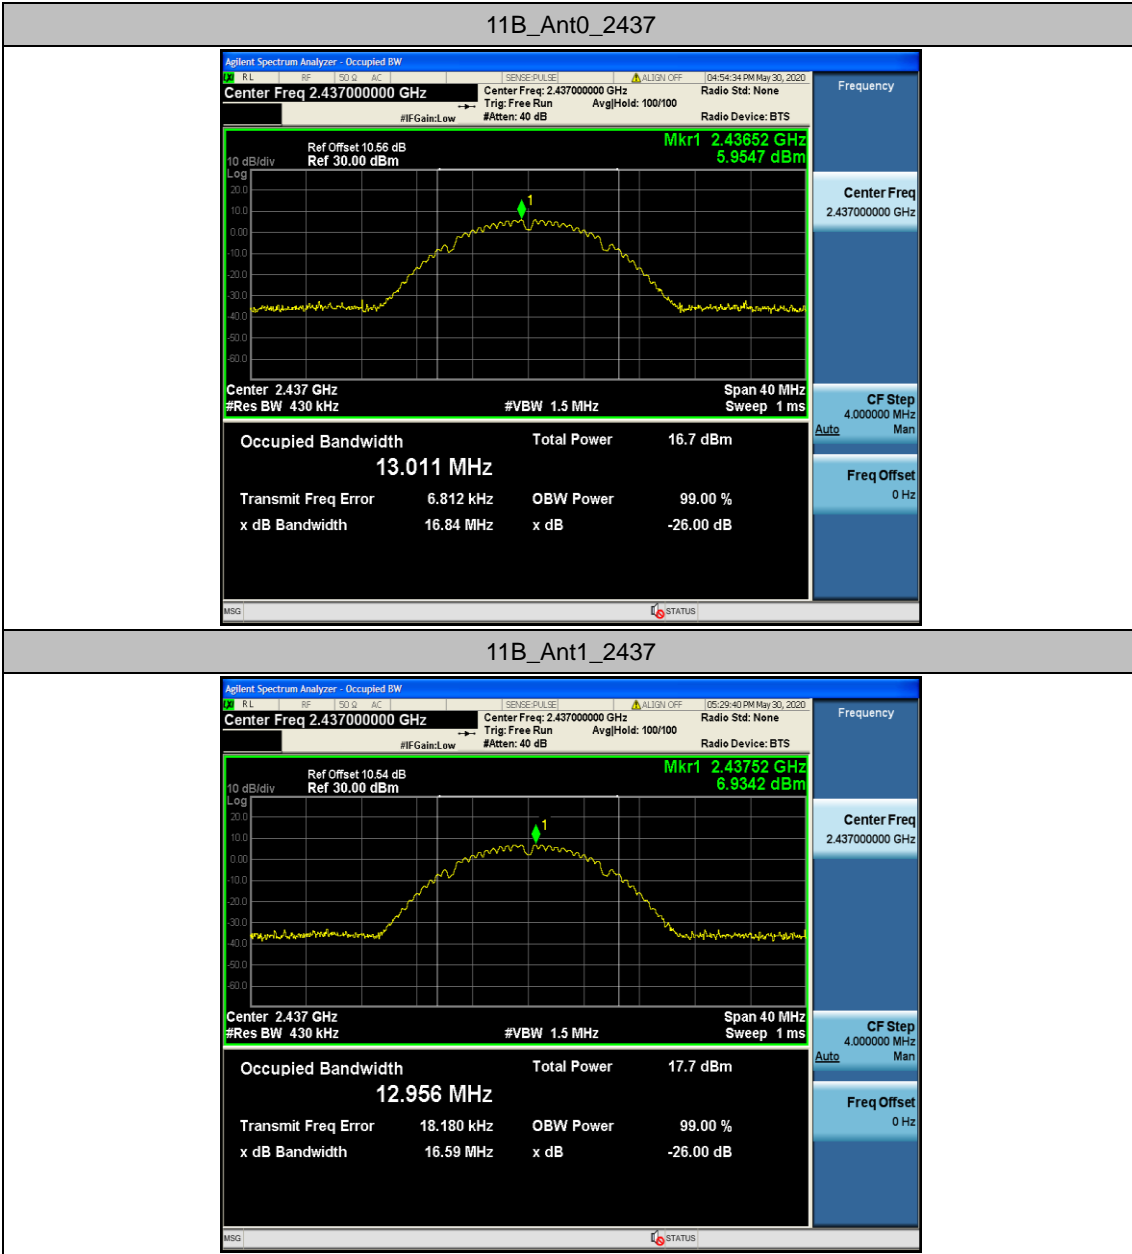 11B_Ant0_2437
Agilent Spectrum Analyzer - Occupied BW
LXI RL RF 50 Ω AC SENSE:PULSE ALIGN OFF 04:54:34 PM May 30, 2020
Center Freq 2.437000000 GHz
Center Freq: 2.437000000 GHz
Radio Std: None
Trig: Free Run Avg|Hold: 100/100
#IFGain:Low #Atten: 40 dB Radio Device: BTS
Frequency
Mkr1 2.43652 GHz
5.9547 dBm
Ref Offset 10.56 dB
10 dB/div Ref 30.00 dBm
Log
20.0
10.0
0.00
-10.0
-20.0
-30.0
-40.0
-50.0
-60.0
1
Center 2.437 GHz Span 40 MHz
#Res BW 430 kHz #VBW 1.5 MHz Sweep 1 ms
Center Freq
2.437000000 GHz
CF Step
4.000000 MHz
Auto Man
Freq Offset
0 Hz
Occupied Bandwidth Total Power 16.7 dBm
13.011 MHz
Transmit Freq Error 6.812 kHz OBW Power 99.00 %
x dB Bandwidth 16.84 MHz x dB -26.00 dB
MSG STATUS
11B_Ant1_2437
Agilent Spectrum Analyzer - Occupied BW
LXI RL RF 50 Ω AC SENSE:PULSE ALIGN OFF 05:29:40 PM May 30, 2020
Center Freq 2.437000000 GHz
Center Freq: 2.437000000 GHz
Radio Std: None
Trig: Free Run Avg|Hold: 100/100
#IFGain:Low #Atten: 40 dB Radio Device: BTS
Frequency
Mkr1 2.43752 GHz
6.9342 dBm
Ref Offset 10.54 dB
10 dB/div Ref 30.00 dBm
Log
20.0
10.0
0.00
-10.0
-20.0
-30.0
-40.0
-50.0
-60.0
1
Center 2.437 GHz Span 40 MHz
#Res BW 430 kHz #VBW 1.5 MHz Sweep 1 ms
Center Freq
2.437000000 GHz
CF Step
4.000000 MHz
Auto Man
Freq Offset
0 Hz
Occupied Bandwidth Total Power 17.7 dBm
12.956 MHz
Transmit Freq Error 18.180 kHz OBW Power 99.00 %
x dB Bandwidth 16.59 MHz x dB -26.00 dB
MSG STATUS